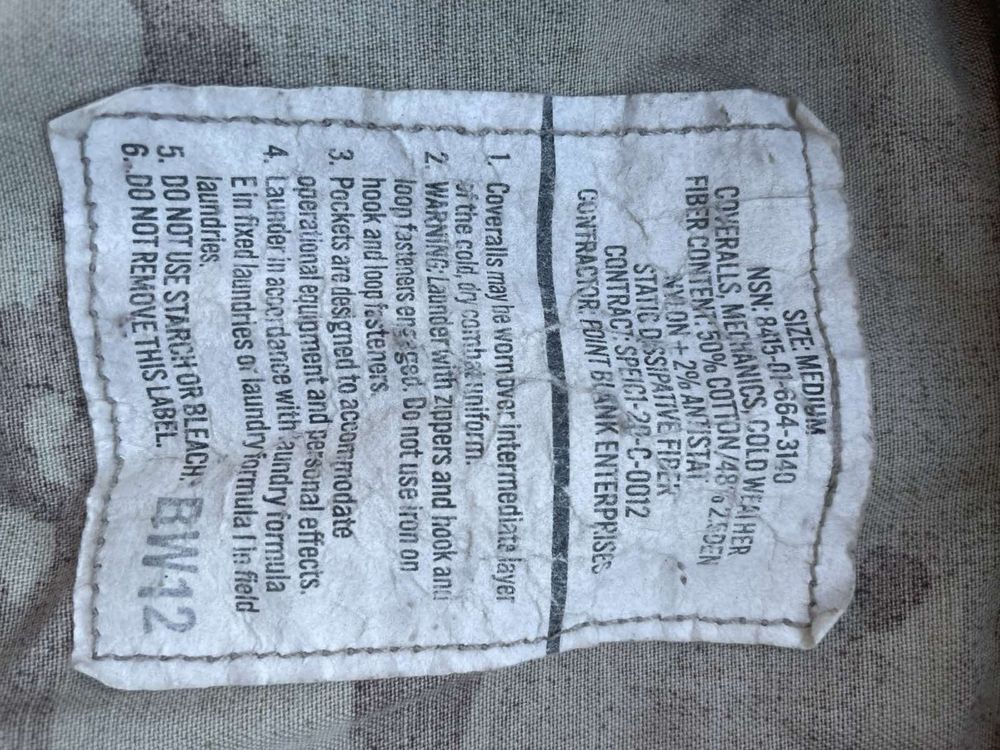 SIZE: MEDIUM
NSN: 8415-01-664-3140
COVERALLS, MECHANICS, COLD WEATHER
FIBER CONTENT: 50% COTTON/48% 2.5DEN
NYLON + 2% ANTISTAT
STATIC DISSIPATIVE FIBER
CONTRACT: SPE1C1-20-C-0012
CONTRACTOR: POINT BLANK ENTERPRISES
1. Coveralls may be worn over intermediate layer
of the cold, dry combat uniform.
2. WARNING: Launder with zippers and hook and
loop fasteners engaged. Do not use iron on
hook and loop fasteners.
3. Pockets are designed to accommodate
operational equipment and personal effects.
4. Launder in accordance with laundry formula
E in fixed laundries or laundry formula I in field
laundries.
5. DO NOT USE STARCH OR BLEACH.
6. DO NOT REMOVE THIS LABEL.
BW-12